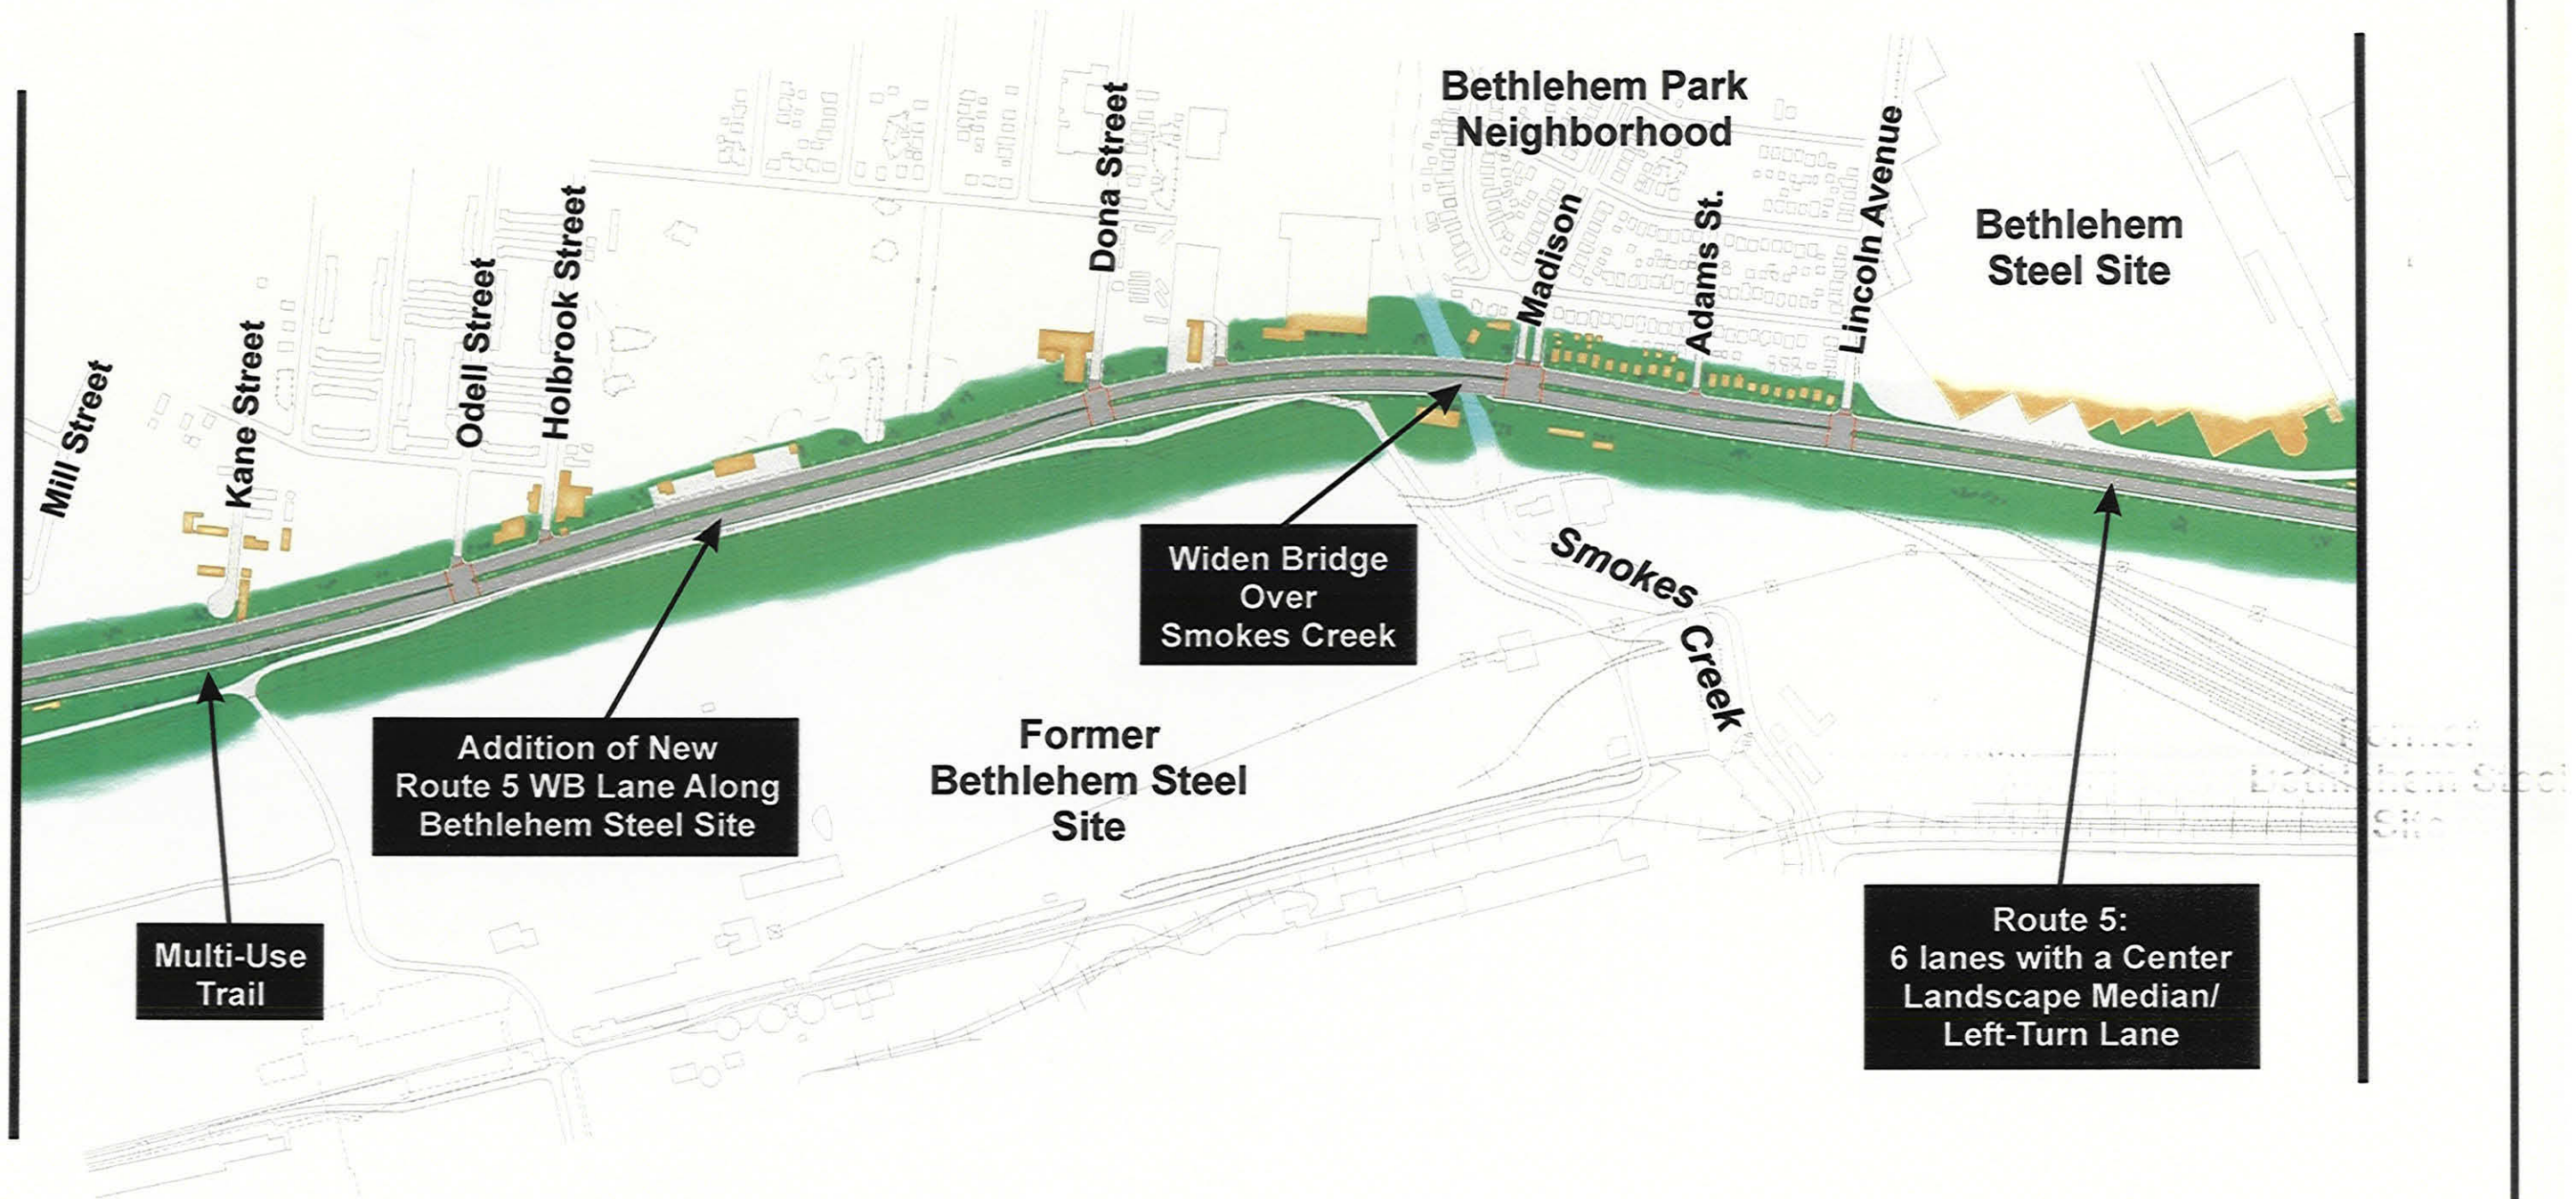 Bethlehem Park
Neighborhood
Dona Street
Lincoln Avenue
Holbrook Street
Madison
Adams St.
Bethlehem
Steel Site
Odell Street
Kane Street
Mill Street
Widen Bridge
Over
Smokes Creek
Smokes
Creek
Addition of New
Route 5 WB Lane Along
Bethlehem Steel Site
Former
Bethlehem Steel
Site
Bethlehem Steel
Site
Multi-Use
Trail
Route 5:
6 lanes with a Center
Landscape Median/
Left-Turn Lane